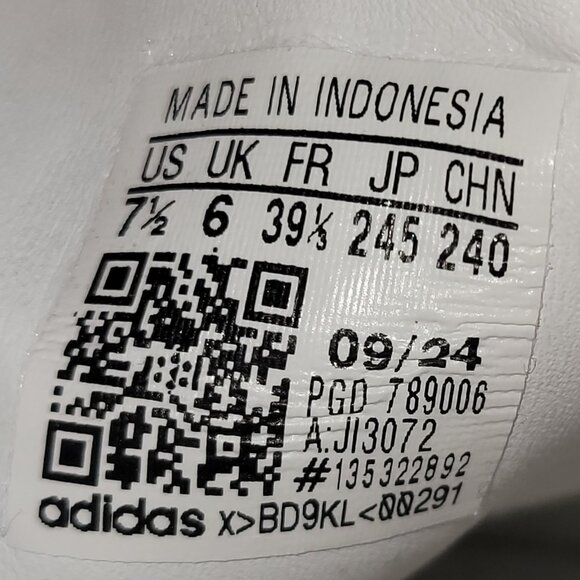 MADE IN INDONESIA
US UK FR JP CHN
7½ 6 39⅓ 245 240
09/24
PGD T89006
A:JI3072
#135322892
adidas X>BD9KL<00291